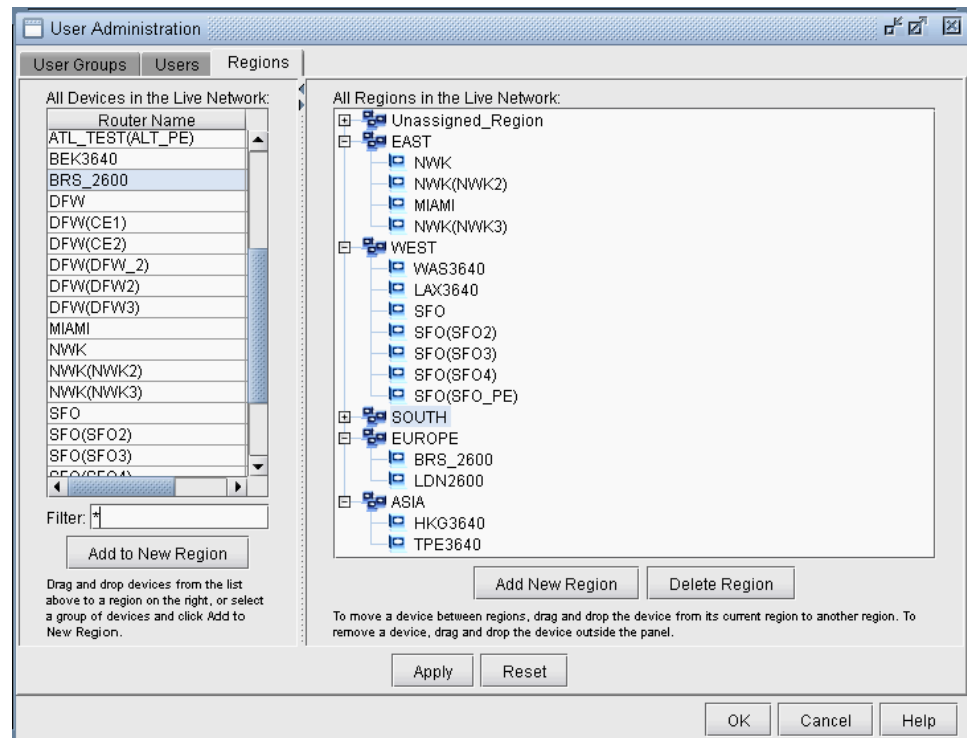 User Administration
User Groups
Users
Regions
All Devices in the Live Network:
Router Name
ATL_TEST(ALT_PE)
BEK3640
BRS_2600
DFW
DFW(CE1)
DFW(CE2)
DFW(DFW_2)
DFW(DFW2)
DFW(DFW3)
MIAMI
NWK
NWK(NWK2)
NWK(NWK3)
SFO
SFO(SFO2)
SFO(SFO3)
SFO(SFO4)
Filter: *
Add to New Region
Drag and drop devices from the list
above to a region on the right, or select
a group of devices and click Add to
New Region.
All Regions in the Live Network:
Unassigned_Region
EAST
NWK
NWK(NWK2)
MIAMI
NWK(NWK3)
WEST
WAS3640
LAX3640
SFO
SFO(SFO2)
SFO(SFO3)
SFO(SFO4)
SFO(SFO_PE)
SOUTH
EUROPE
BRS_2600
LDN2600
ASIA
HKG3640
TPE3640
Add New Region
Delete Region
To move a device between regions, drag and drop the device from its current region to another region. To
remove a device, drag and drop the device outside the panel.
Apply
Reset
OK
Cancel
Help